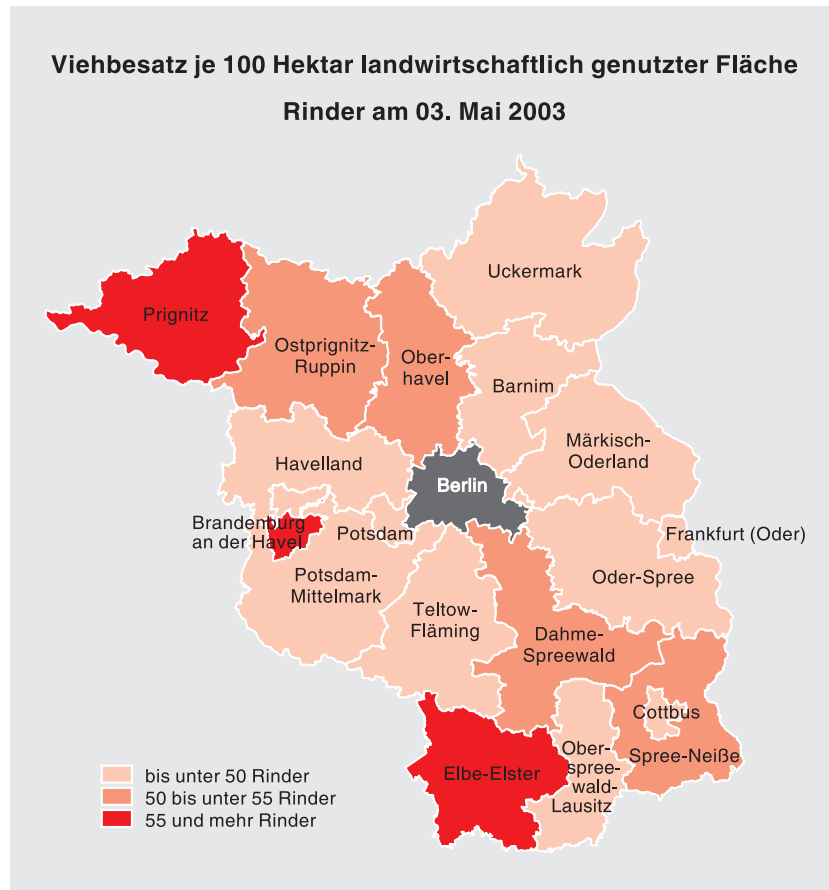 Viehbesatz je 100 Hektar landwirtschaftlich genutzter Fläche
Rinder am 03. Mai 2003
Uckermark
Prignitz
Ostprignitz-
Ruppin
Ober-
havel
Barnim
Märkisch-
Oderland
Havelland
Berlin
Brandenburg
an der Havel
Potsdam
Frankfurt (Oder)
Potsdam-
Mittelmark
Oder-Spree
Teltow-
Fläming
Dahme-
Spreewald
Cottbus
Spree-Neiße
Elbe-Elster
Ober-
spree-
wald-
Lausitz
bis unter 50 Rinder
50 bis unter 55 Rinder
55 und mehr Rinder